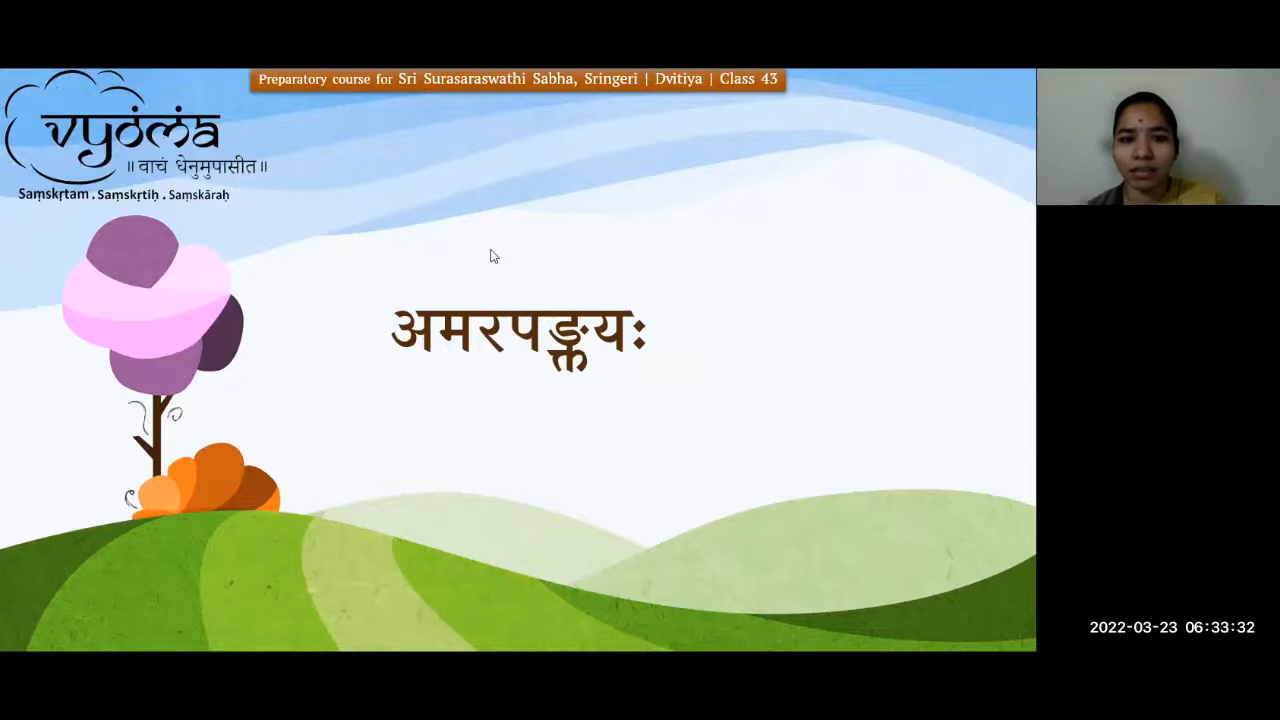 Preparatory course for Sri Surasaraswathi Sabha, Sringeri | Dvitiya | Class 43
vyoma
॥ वाचं धेनुमुपासीत ॥
Saṃskṛtam . Saṃskṛtiḥ . Saṃskāraḥ
अमरपङ्क्तयः
2022-03-23 06:33:32